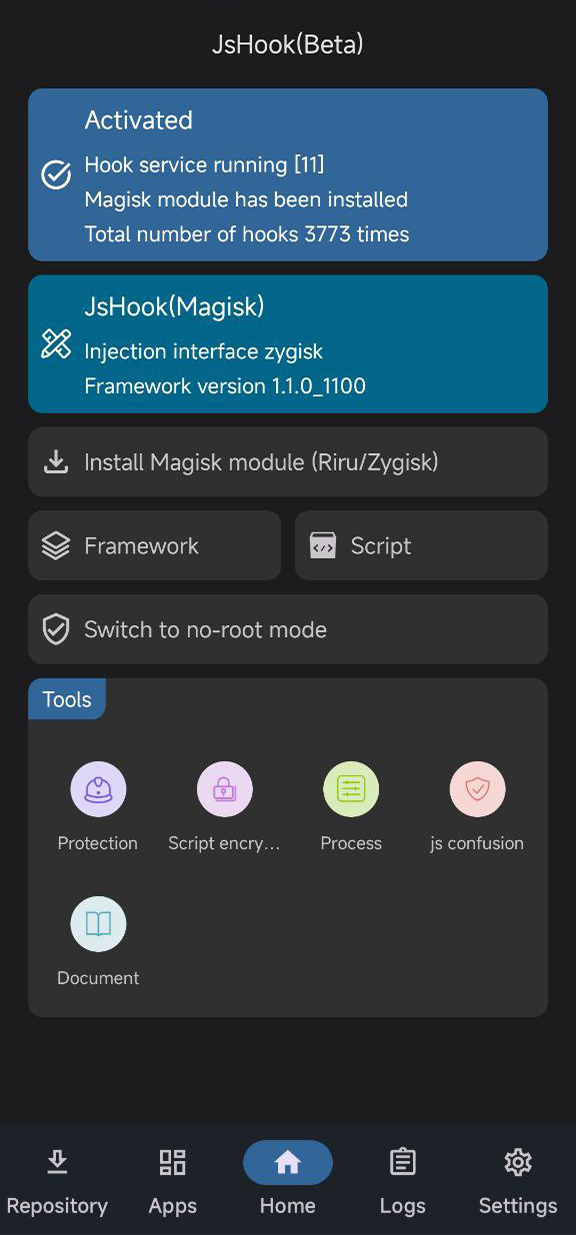 JsHook(Beta)
Activated
Hook service running [11]
Magisk module has been installed
Total number of hooks 3773 times
JsHook(Magisk)
Injection interface zygisk
Framework version 1.1.0_1100
Install Magisk module (Riru/Zygisk)
Framework
Script
Switch to no-root mode
Tools
Protection
Script encry...
Process
js confusion
Document
Repository
Apps
Home
Logs
Settings